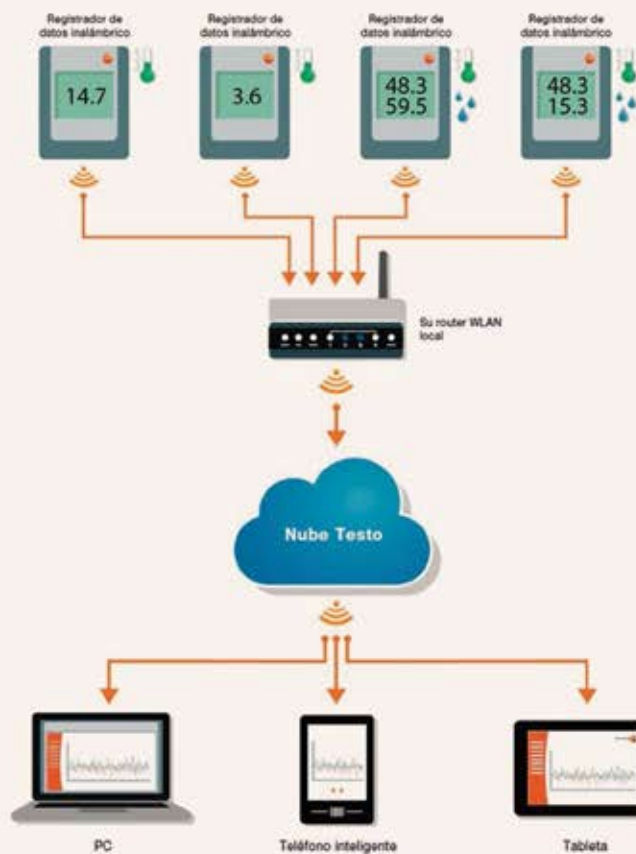 Registrador de
datos inalámbrico
Registrador de
datos inalámbrico
Registrador de
datos inalámbrico
Registrador de
datos inalámbrico
14.7
3.6
48.3
59.5
48.3
15.3
Su router WLAN
local
Nube Testo
PC
Teléfono inteligente
Tableta